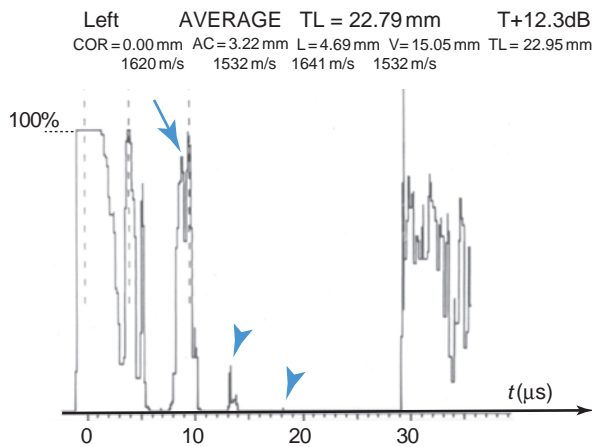 Left AVERAGE TL = 22.79 mm T+12.3dB
COR = 0.00 mm AC = 3.22 mm L = 4.69 mm V = 15.05 mm TL = 22.95 mm
1620 m/s 1532 m/s 1641 m/s 1532 m/s
100%
t(μs)
0 10 20 30